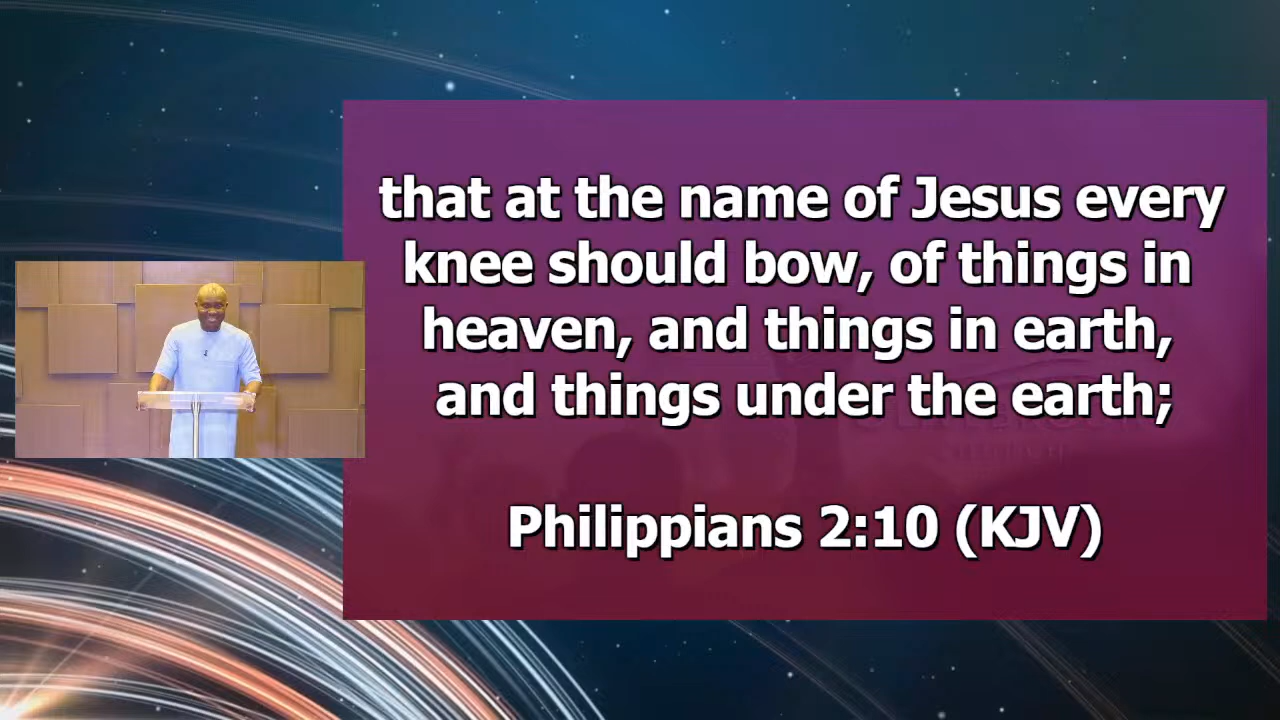 that at the name of Jesus every
knee should bow, of things in
heaven, and things in earth,
and things under the earth;
Philippians 2:10 (KJV)